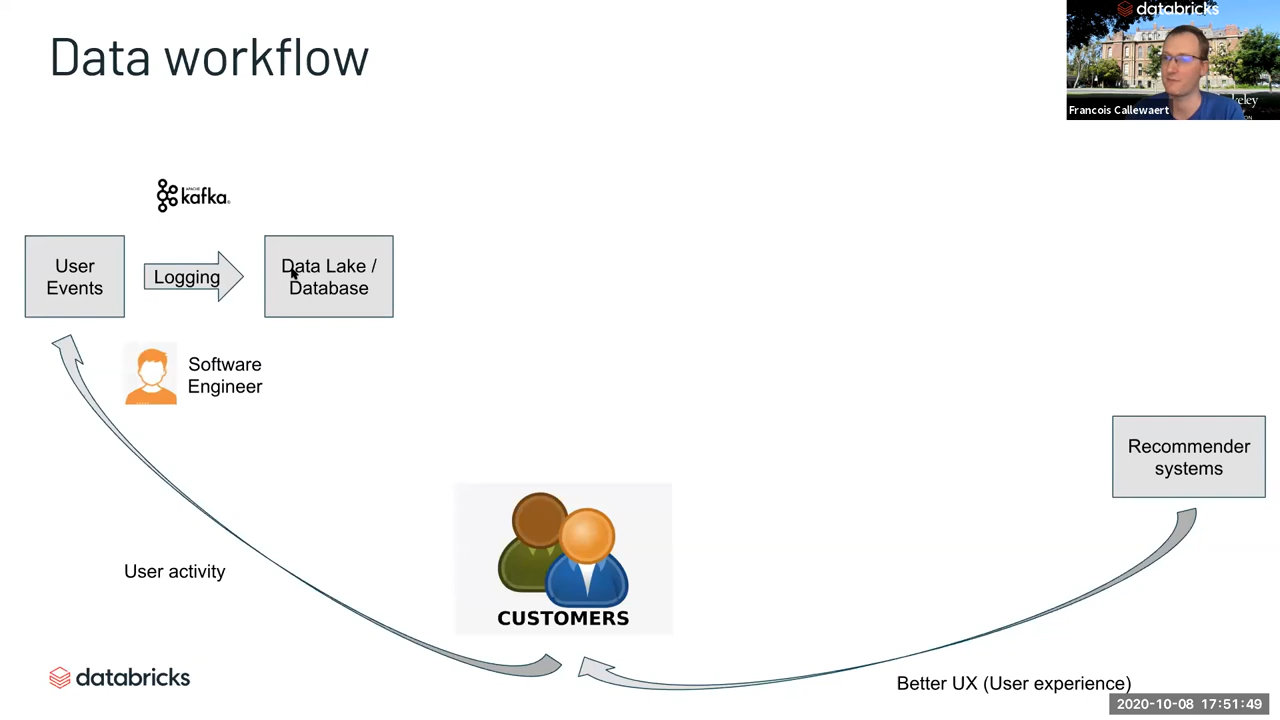 Data workflow
databricks
Francois Callewaert
APACHE
kafka
User
Events
Logging
Data Lake /
Database
Software
Engineer
Recommender
systems
User activity
CUSTOMERS
databricks
Better UX (User experience)
2020-10-08 17:51:49